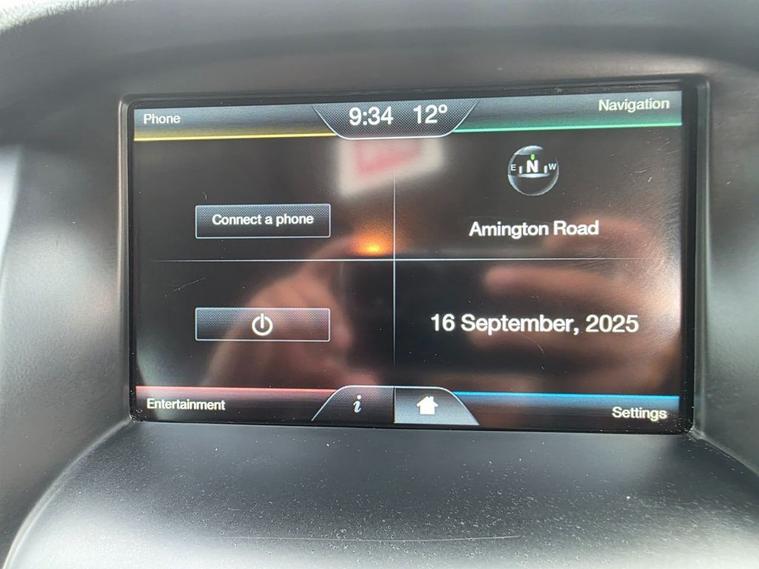 Phone
9:34 12°
Navigation
E N W
Connect a phone
Amington Road
16 September, 2025
Entertainment
i
Settings